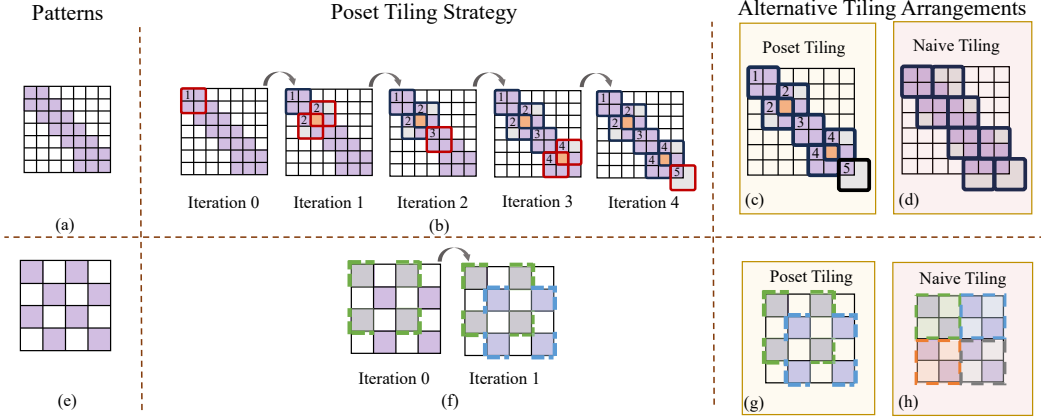 Patterns
Poset Tiling Strategy
Alternative Tiling Arrangements
1
1
2
2
1
2
2
3
1
2
2
3
4
4
1
2
2
3
4
4
5
Iteration 0
Iteration 1
Iteration 2
Iteration 3
Iteration 4
(a)
(b)
Poset Tiling
1
2
2
3
4
4
5
(c)
Naive Tiling
(d)
(e)
Iteration 0
Iteration 1
(f)
Poset Tiling
(g)
Naive Tiling
(h)